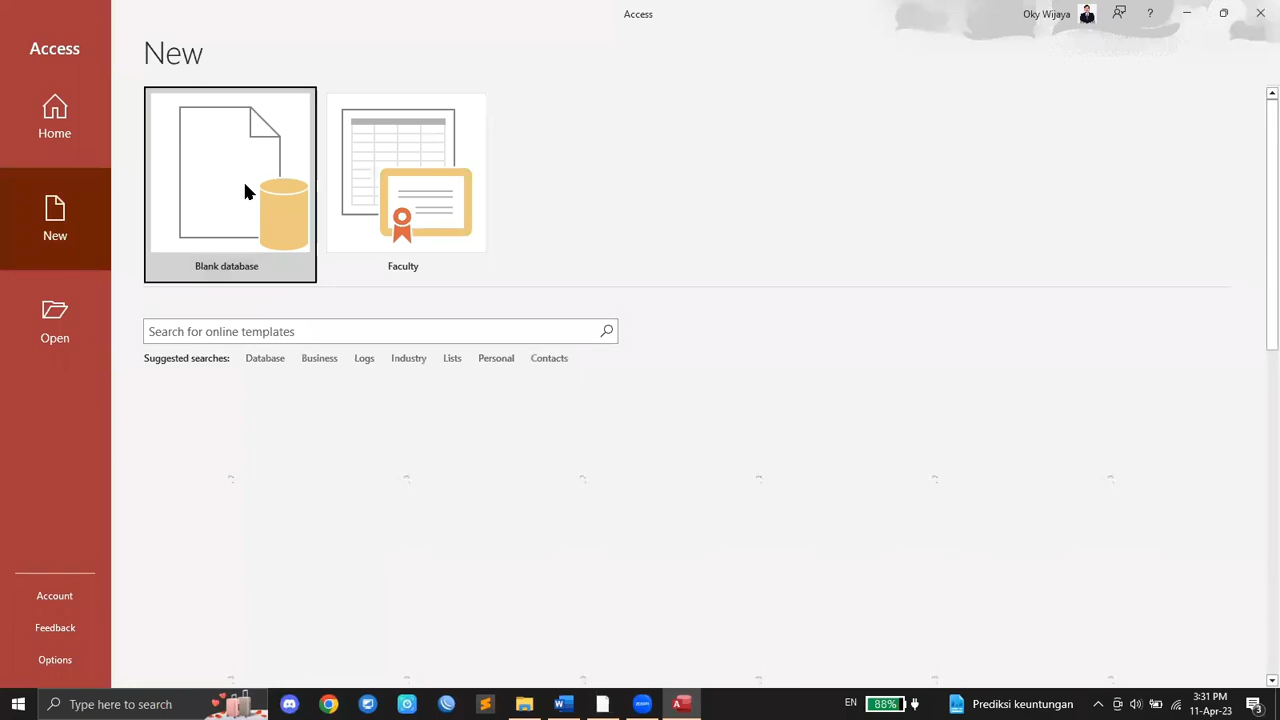 Access
Oky Wijaya
?
Access
New
Home
New
Open
Blank database
Faculty
Search for online templates
Suggested searches: Database Business Logs Industry Lists Personal Contacts
Account
Feedback
Options
Type here to search
EN
88%
Prediksi keuntungan
3:31 PM
11-Apr-23
3